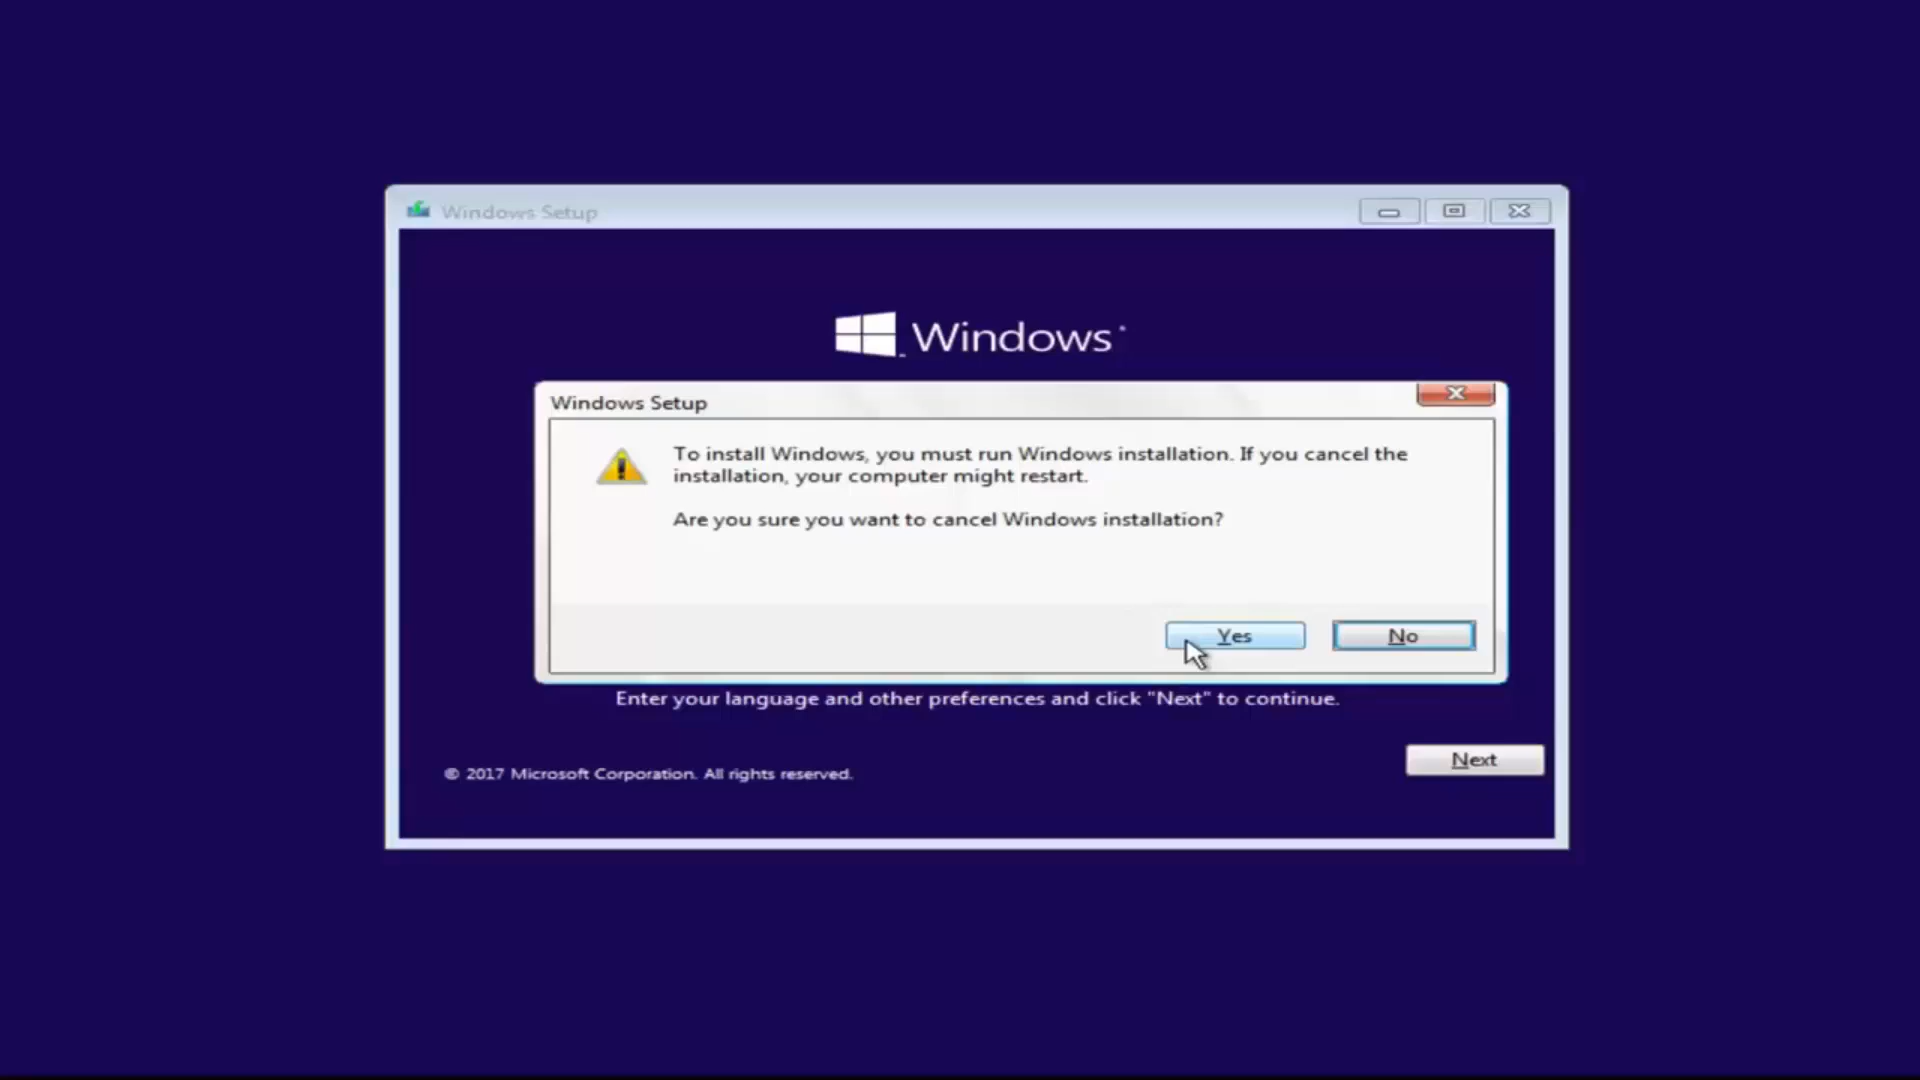 Windows Setup
Windows
Windows Setup
To install Windows, you must run Windows installation. If you cancel the
installation, your computer might restart.
Are you sure you want to cancel Windows installation?
Yes
No
Enter your language and other preferences and click "Next" to continue.
Next
© 2017 Microsoft Corporation. All rights reserved.